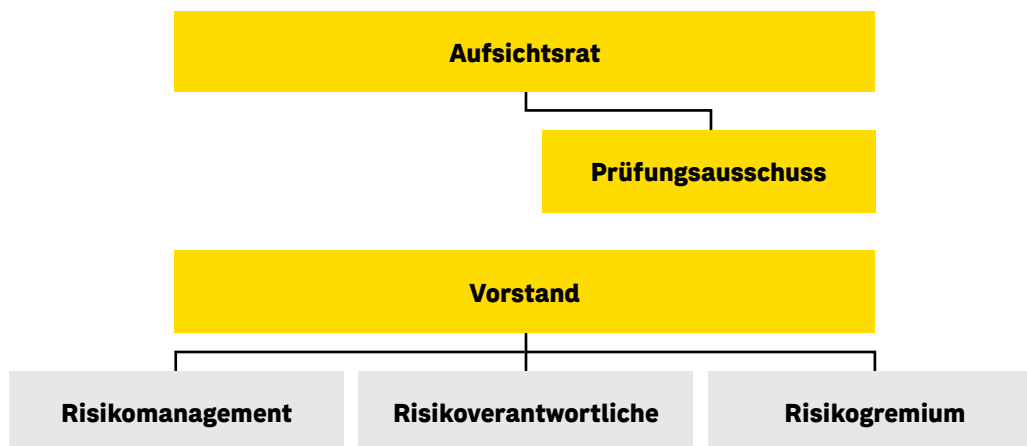 Aufsichtsrat
Prüfungsausschuss
Vorstand
Risikomanagement
Risikoverantwortliche
Risikogremium